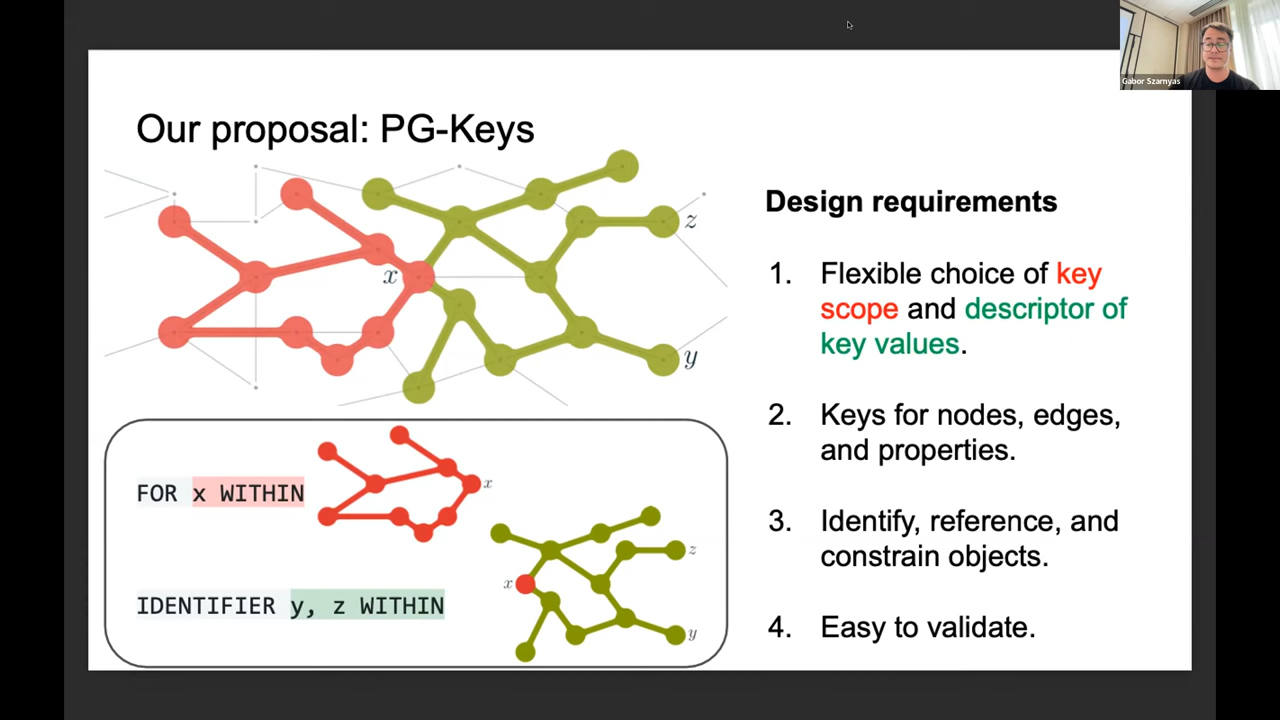 Gabor Szarnyas
Our proposal: PG-Keys
x
z
y
FOR x WITHIN
x
IDENTIFIER y, z WITHIN
x
z
y
Design requirements
1. Flexible choice of key
scope and descriptor of
key values.
2. Keys for nodes, edges,
and properties.
3. Identify, reference, and
constrain objects.
4. Easy to validate.